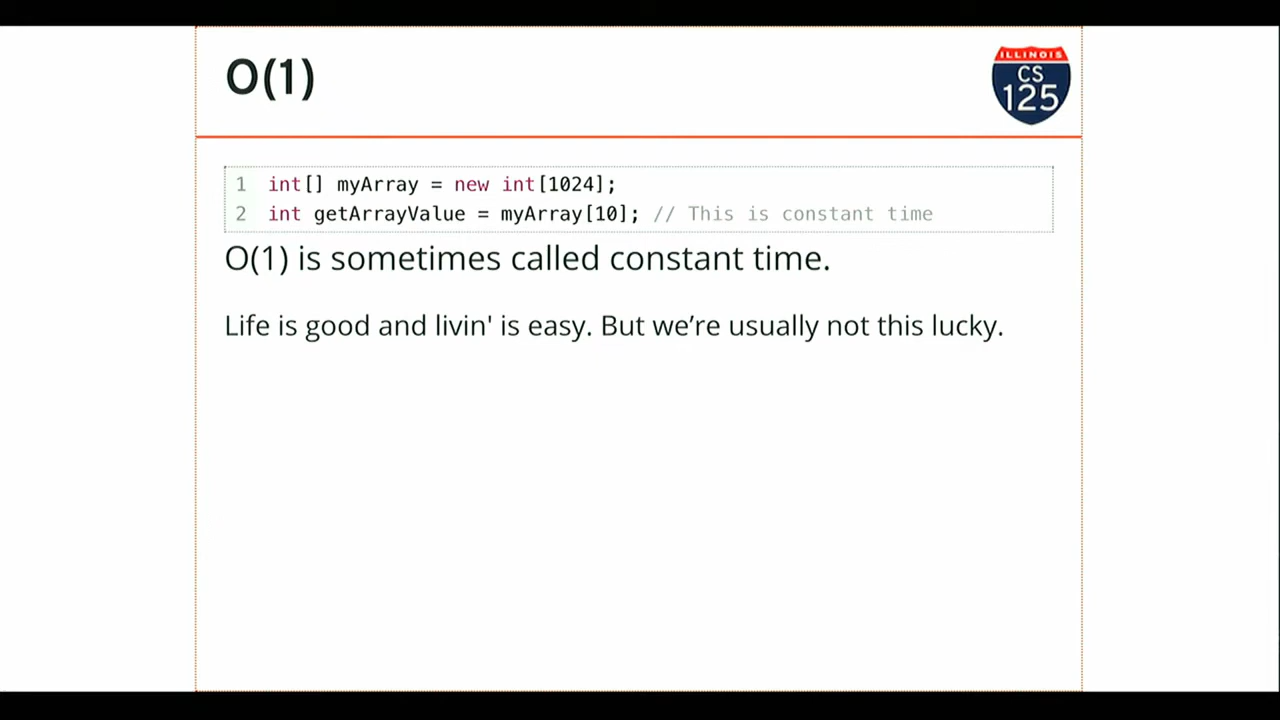 O(1)
ILLINOIS
CS
125
1 int[] myArray = new int[1024];
2 int getArrayValue = myArray[10]; // This is constant time
O(1) is sometimes called constant time.
Life is good and livin' is easy. But we’re usually not this lucky.